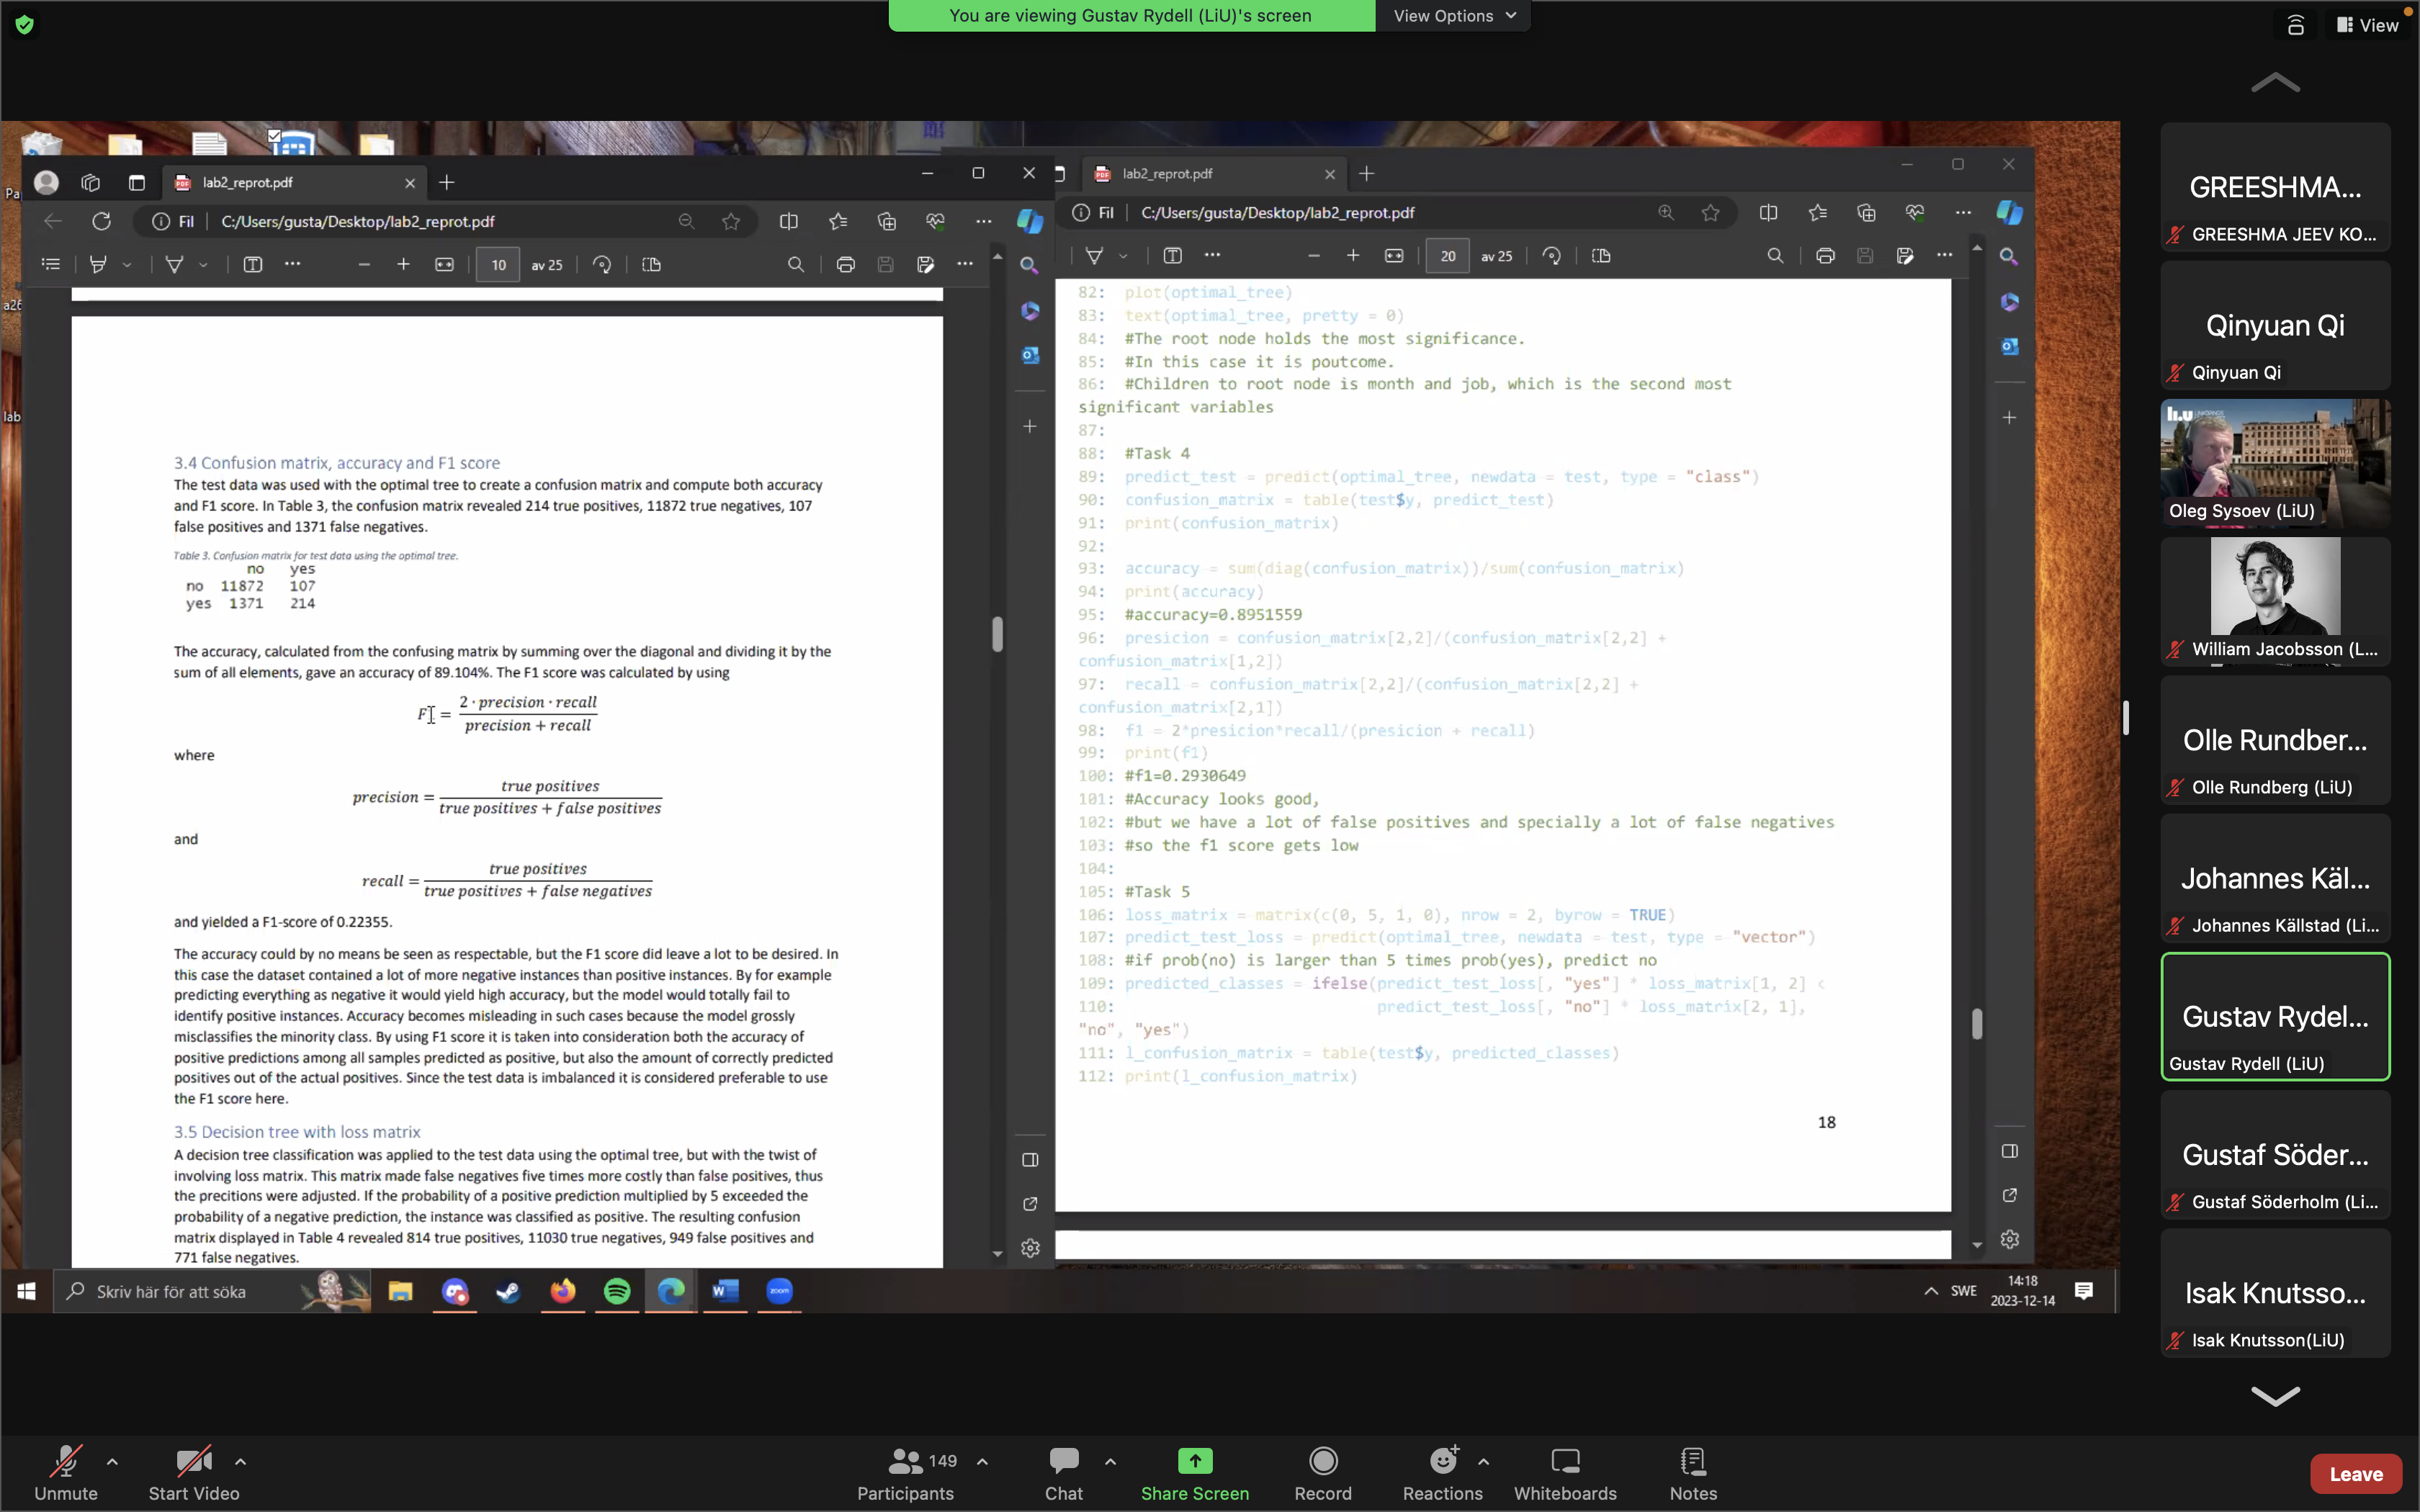 You are viewing Gustav Rydell (LiU)'s screen
View Options
View
lab2_reprot.pdf
Fil
C:/Users/gusta/Desktop/lab2_reprot.pdf
10
av 25
3.4 Confusion matrix, accuracy and F1 score
The test data was used with the optimal tree to create a confusion matrix and compute both accuracy
and F1 score. In Table 3, the confusion matrix revealed 214 true positives, 11872 true negatives, 107
false positives and 1371 false negatives.
Table 3. Confusion matrix for test data using the optimal tree.
no yes
no 11872 107
yes 1371 214
The accuracy, calculated from the confusing matrix by summing over the diagonal and dividing it by the
sum of all elements, gave an accuracy of 89.104%. The F1 score was calculated by using
F1 = 2 · precision · recall
precision + recall
where
precision = true positives
true positives + false positives
and
recall = true positives
true positives + false negatives
and yielded a F1-score of 0.22355.
The accuracy could by no means be seen as respectable, but the F1 score did leave a lot to be desired. In
this case the dataset contained a lot of more negative instances than positive instances. By for example
predicting everything as negative it would yield high accuracy, but the model would totally fail to
identify positive instances. Accuracy becomes misleading in such cases because the model grossly
misclassifies the minority class. By using F1 score it is taken into consideration both the accuracy of
positive predictions among all samples predicted as positive, but also the amount of correctly predicted
positives out of the actual positives. Since the test data is imbalanced it is considered preferable to use
the F1 score here.
3.5 Decision tree with loss matrix
A decision tree classification was applied to the test data using the optimal tree, but with the twist of
involving loss matrix. This matrix made false negatives five times more costly than false positives, thus
the precitions were adjusted. If the probability of a positive prediction multiplied by 5 exceeded the
probability of a negative prediction, the instance was classified as positive. The resulting confusion
matrix displayed in Table 4 revealed 814 true positives, 11030 true negatives, 949 false positives and
771 false negatives.
lab2_reprot.pdf
Fil
C:/Users/gusta/Desktop/lab2_reprot.pdf
20
av 25
82: plot(optimal_tree)
83: text(optimal_tree, pretty = 0)
84: #The root node holds the most significance.
85: #In this case it is poutcome.
86: #Children to root node is month and job, which is the second most
significant variables
87:
88: #Task 4
89: predict_test = predict(optimal_tree, newdata = test, type = "class")
90: confusion_matrix = table(test$y, predict_test)
91: print(confusion_matrix)
92:
93: accuracy = sum(diag(confusion_matrix))/sum(confusion_matrix)
94: print(accuracy)
95: #accuracy=0.8951559
96: presicion = confusion_matrix[2,2]/(confusion_matrix[2,2] +
confusion_matrix[1,2])
97: recall = confusion_matrix[2,2]/(confusion_matrix[2,2] +
confusion_matrix[2,1])
98: f1 = 2*presicion*recall/(presicion + recall)
99: print(f1)
100: #f1=0.2930649
101: #Accuracy looks good,
102: #but we have a lot of false positives and specially a lot of false negatives
103: #so the f1 score gets low
104:
105: #Task 5
106: loss_matrix = matrix(c(0, 5, 1, 0), nrow = 2, byrow = TRUE)
107: predict_test_loss = predict(optimal_tree, newdata = test, type = "vector")
108: #if prob(no) is larger than 5 times prob(yes), predict no
109: predicted_classes = ifelse(predict_test_loss[, "yes"] * loss_matrix[1, 2] <
110: predict_test_loss[, "no"] * loss_matrix[2, 1],
"no", "yes")
111: l_confusion_matrix = table(test$y, predicted_classes)
112: print(l_confusion_matrix)
18
Skriv här för att söka
SWE
14:18
2023-12-14
GREESHMA...
GREESHMA JEEV KO...
Qinyuan Qi
Qinyuan Qi
Oleg Sysoev (LiU)
William Jacobsson (L...
Olle Rundber...
Olle Rundberg (LiU)
Johannes Käl...
Johannes Källstad (Li...
Gustav Rydel...
Gustav Rydell (LiU)
Gustaf Söder...
Gustaf Söderholm (Li...
Isak Knutsso...
Isak Knutsson(LiU)
Unmute
Start Video
149
Participants
Chat
Share Screen
Record
Reactions
Whiteboards
Notes
Leave